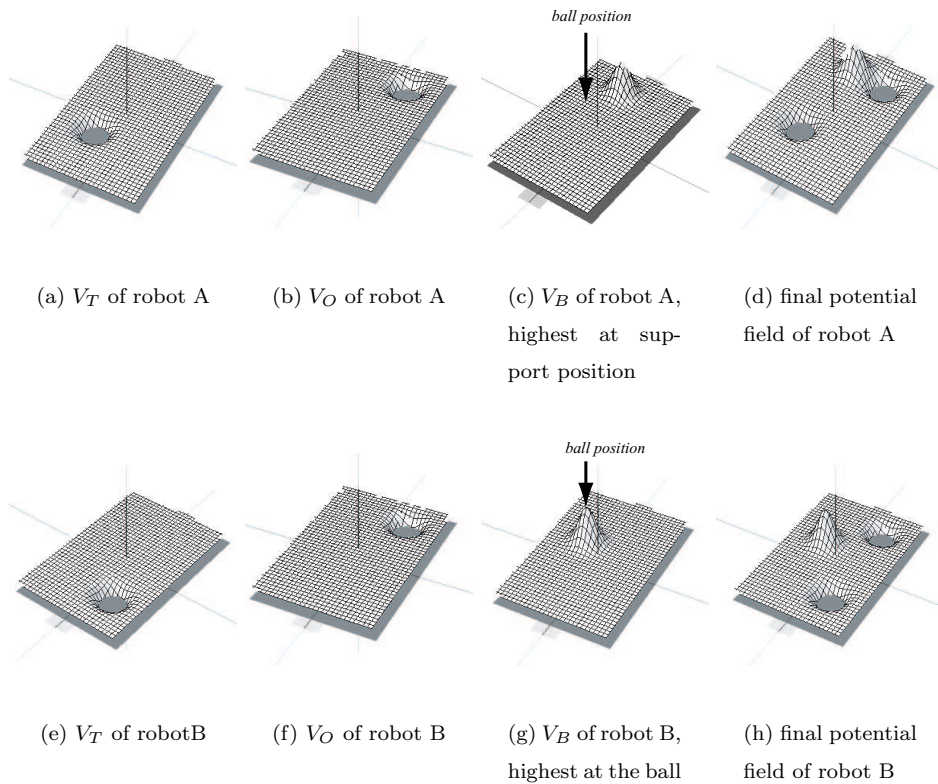 ball position
(a) V_T of robot A
(b) V_O of robot A
(c) V_B of robot A,
highest at sup-
port position
(d) final potential
field of robot A
ball position
(e) V_T of robotB
(f) V_O of robot B
(g) V_B of robot B,
highest at the ball
(h) final potential
field of robot B